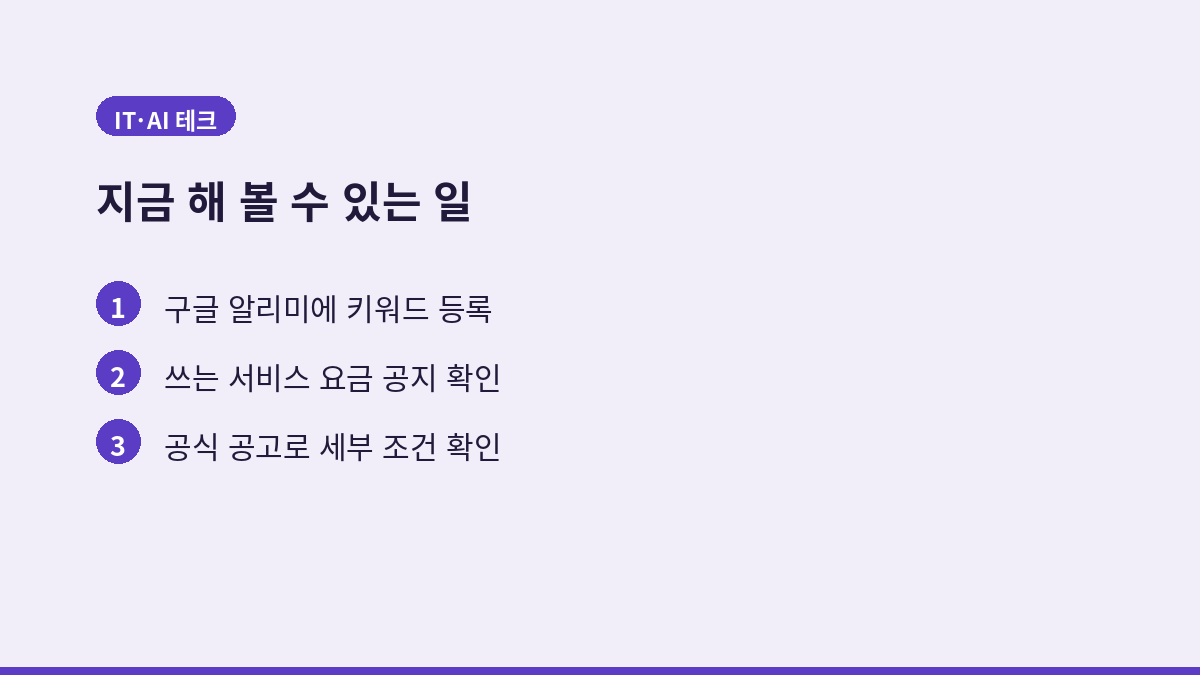 IT·AI 테크
지금 해 볼 수 있는 일
1 구글 알리미에 키워드 등록
2 쓰는 서비스 요금 공지 확인
3 공식 공고로 세부 조건 확인